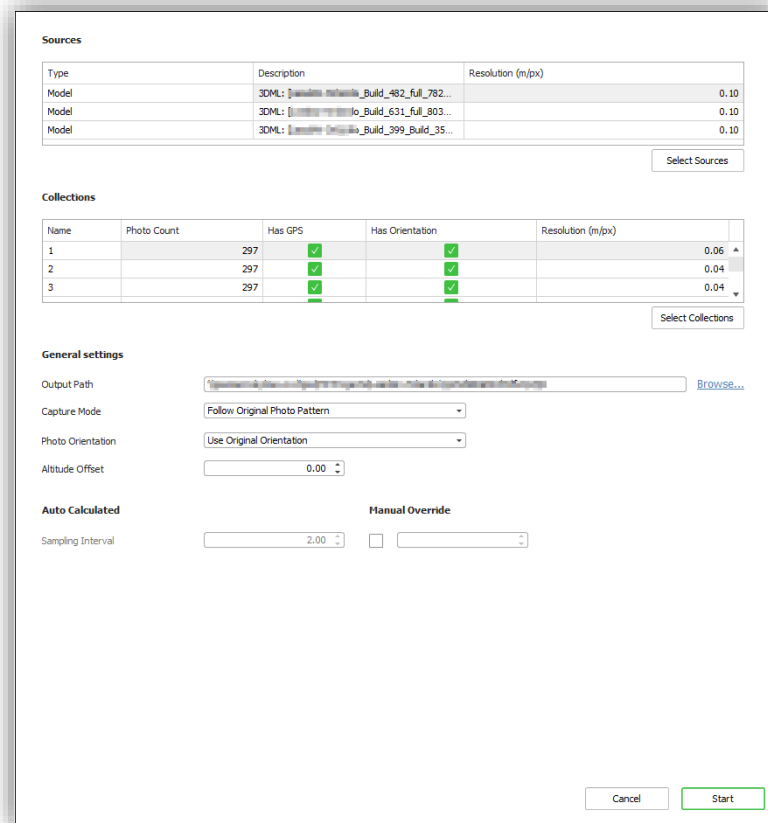 Sources
Type Description Resolution (m/px)
Model 3DML: [ _Build_482_full_782... 0.10
Model 3DML: [ lo_Build_631_full_803... 0.10
Model 3DML: [ _Build_399_Build_35... 0.10
Select Sources
Collections
Name Photo Count Has GPS Has Orientation Resolution (m/px)
1 297 0.06
2 297 0.04
3 297 0.04
Select Collections
General settings
Output Path Browse...
Capture Mode Follow Original Photo Pattern
Photo Orientation Use Original Orientation
Altitude Offset 0.00
Auto Calculated Manual Override
Sampling Interval 2.00
Cancel Start